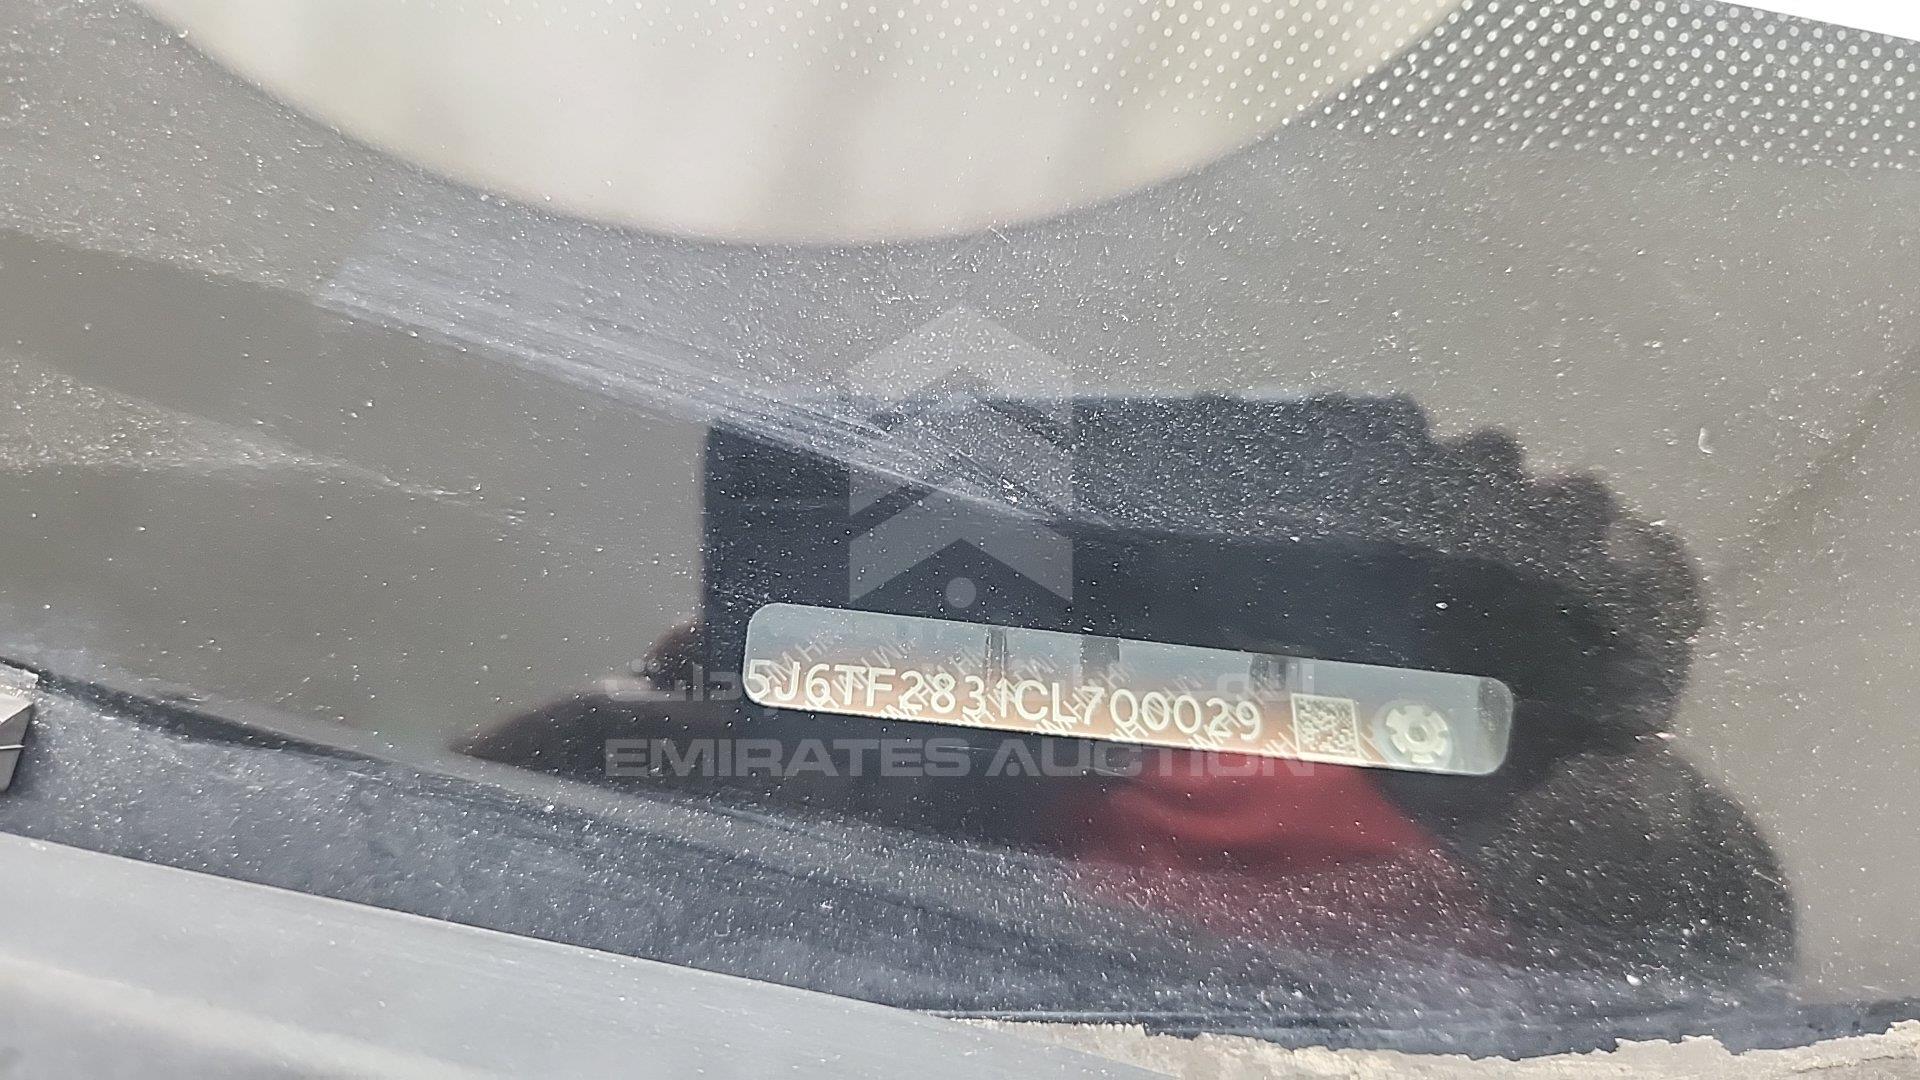 5J6TF2831CL700029
EMIRATES AUCTION